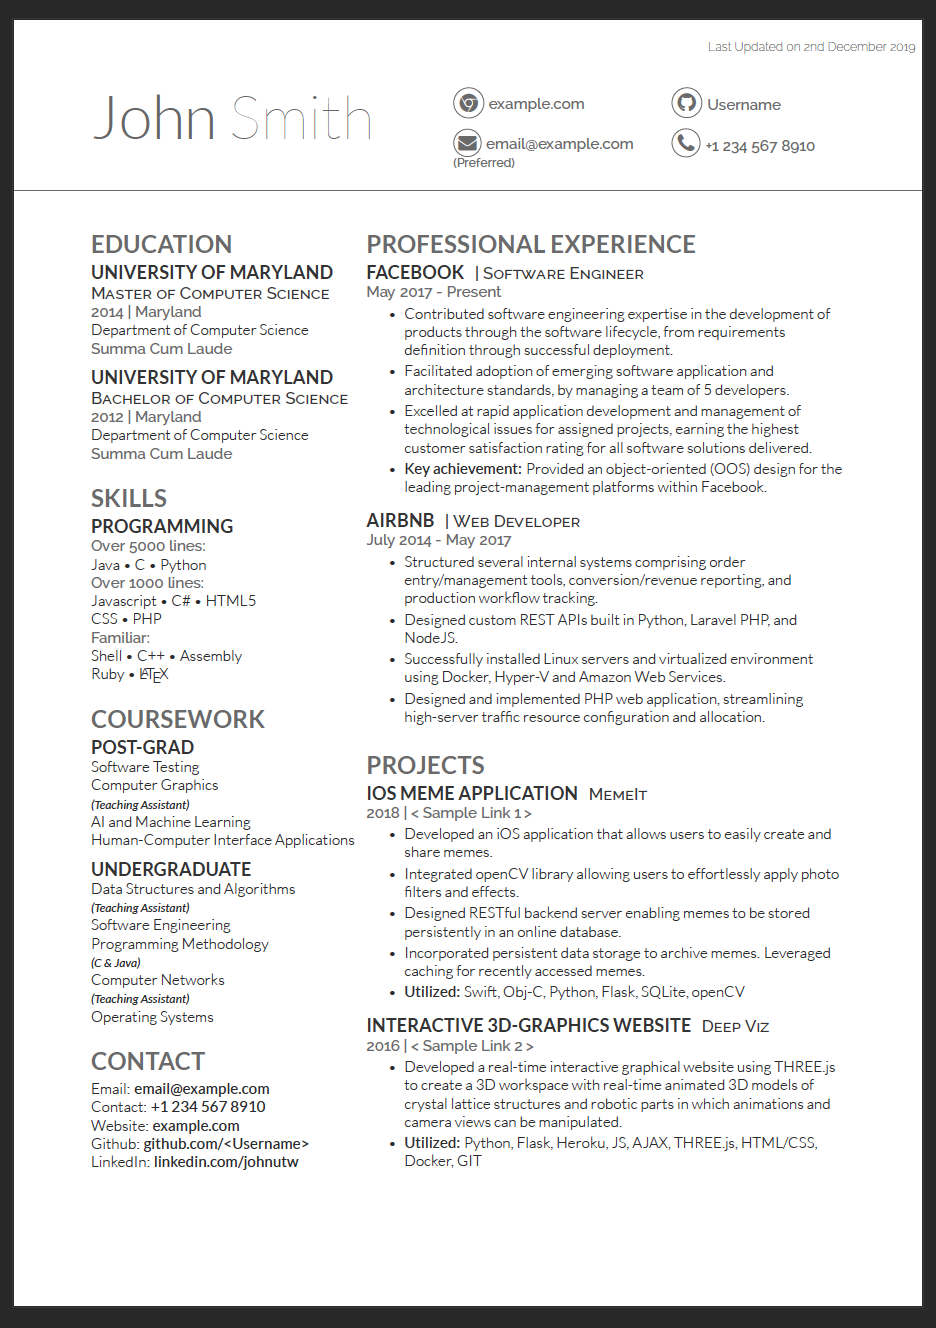 Last Updated on 2nd December 2019
John Smith
example.com
Username
email@example.com
(Preferred)
+1 234 567 8910
EDUCATION
UNIVERSITY OF MARYLAND
Master of Computer Science
2014 | Maryland
Department of Computer Science
Summa Cum Laude
UNIVERSITY OF MARYLAND
Bachelor of Computer Science
2012 | Maryland
Department of Computer Science
Summa Cum Laude
SKILLS
PROGRAMMING
Over 5000 lines:
Java • C • Python
Over 1000 lines:
Javascript • C# • HTML5
CSS • PHP
Familiar:
Shell • C++ • Assembly
Ruby • LATEX
COURSEWORK
POST-GRAD
Software Testing
Computer Graphics
(Teaching Assistant)
AI and Machine Learning
Human-Computer Interface Applications
UNDERGRADUATE
Data Structures and Algorithms
(Teaching Assistant)
Software Engineering
Programming Methodology
(C & Java)
Computer Networks
(Teaching Assistant)
Operating Systems
CONTACT
Email: email@example.com
Contact: +1 234 567 8910
Website: example.com
Github: github.com/<Username>
LinkedIn: linkedin.com/johnutw
PROFESSIONAL EXPERIENCE
FACEBOOK | Software Engineer
May 2017 - Present
• Contributed software engineering expertise in the development of
products through the software lifecycle, from requirements
definition through successful deployment.
• Facilitated adoption of emerging software application and
architecture standards, by managing a team of 5 developers.
• Excelled at rapid application development and management of
technological issues for assigned projects, earning the highest
customer satisfaction rating for all software solutions delivered.
• Key achievement: Provided an object-oriented (OOS) design for the
leading project-management platforms within Facebook.
AIRBNB | Web Developer
July 2014 - May 2017
• Structured several internal systems comprising order
entry/management tools, conversion/revenue reporting, and
production workflow tracking.
• Designed custom REST APIs built in Python, Laravel PHP, and
NodeJS.
• Successfully installed Linux servers and virtualized environment
using Docker, Hyper-V and Amazon Web Services.
• Designed and implemented PHP web application, streamlining
high-server traffic resource configuration and allocation.
PROJECTS
IOS MEME APPLICATION MemeIt
2018 | < Sample Link 1 >
• Developed an iOS application that allows users to easily create and
share memes.
• Integrated openCV library allowing users to effortlessly apply photo
filters and effects.
• Designed RESTful backend server enabling memes to be stored
persistently in an online database.
• Incorporated persistent data storage to archive memes. Leveraged
caching for recently accessed memes.
• Utilized: Swift, Obj-C, Python, Flask, SQLite, openCV
INTERACTIVE 3D-GRAPHICS WEBSITE Deep Viz
2016 | < Sample Link 2 >
• Developed a real-time interactive graphical website using THREE.js
to create a 3D workspace with real-time animated 3D models of
crystal lattice structures and robotic parts in which animations and
camera views can be manipulated.
• Utilized: Python, Flask, Heroku, JS, AJAX, THREE.js, HTML/CSS,
Docker, GIT